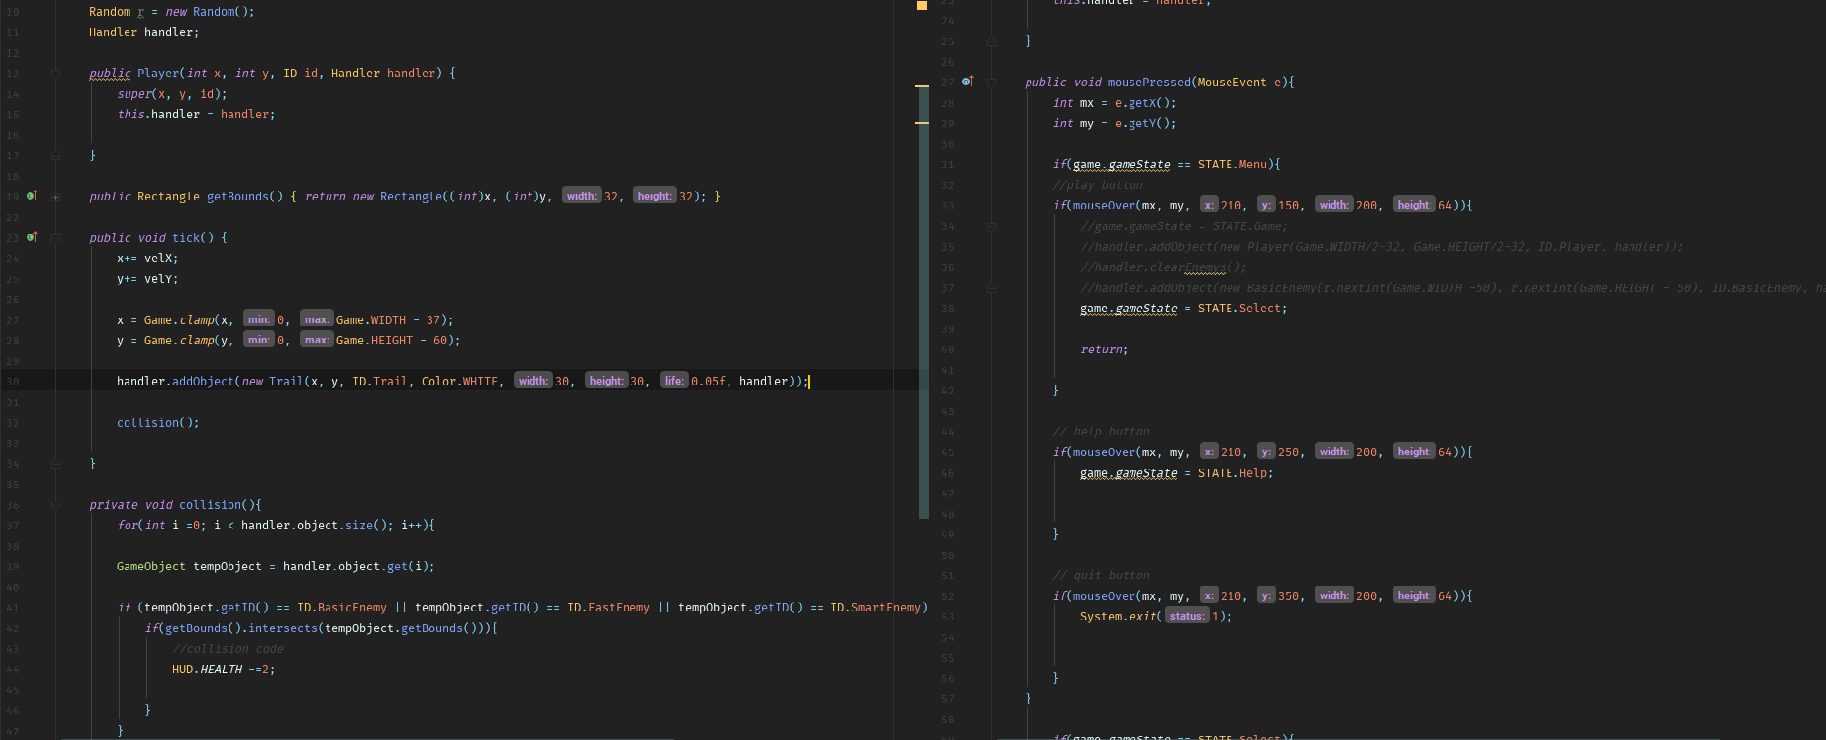 10 Random r = new Random();
11 Handler handler;
12
13 public Player(int x, int y, ID id, Handler handler) {
14 super(x, y, id);
15 this.handler = handler;
16
17 }
18
19 public Rectangle getBounds() { return new Rectangle((int)x, (int)y, width: 32, height: 32); }
22
23 public void tick() {
24 x+= velX;
25 y+= velY;
26
27 x = Game.clamp(x, min: 0, max: Game.WIDTH - 37);
28 y = Game.clamp(y, min: 0, max: Game.HEIGHT - 60);
29
30 handler.addObject(new Trail(x, y, ID.Trail, Color.WHITE, width: 30, height: 30, life: 0.05f, handler));
31
32 collision();
33
34 }
35
36 private void collision(){
37 for(int i =0; i < handler.object.size(); i++){
38
39 GameObject tempObject = handler.object.get(i);
40
41 if (tempObject.getID() == ID.BasicEnemy || tempObject.getID() == ID.FastEnemy || tempObject.getID() == ID.SmartEnemy)
42 if(getBounds().intersects(tempObject.getBounds())){
43 //collision code
44 HUD.HEALTH -=2;
45
46 }
47 }
23 this.handler = handler;
24
25 }
26
27 public void mousePressed(MouseEvent e){
28 int mx = e.getX();
29 int my = e.getY();
30
31 if(game.gameState == STATE.Menu){
32 //play button
33 if(mouseOver(mx, my, x: 210, y: 150, width: 200, height: 64)){
34 //game.gameState = STATE.Game;
35 //handler.addObject(new Player(Game.WIDTH/2-32, Game.HEIGHT/2-32, ID.Player, handler));
36 //handler.clearEnemys();
37 //handler.addObject(new BasicEnemy(r.nextInt(Game.WIDTH -50), r.nextInt(Game.HEIGHT - 50), ID.BasicEnemy, ha
38 game.gameState = STATE.Select;
39
40 return;
41
42 }
43
44 // help button
45 if(mouseOver(mx, my, x: 210, y: 250, width: 200, height: 64)){
46 game.gameState = STATE.Help;
47
48
49 }
50
51 // quit button
52 if(mouseOver(mx, my, x: 210, y: 350, width: 200, height: 64)){
53 System.exit( status: 1);
54
55
56 }
57 }
58
if(game.gameState == STATE.Select){